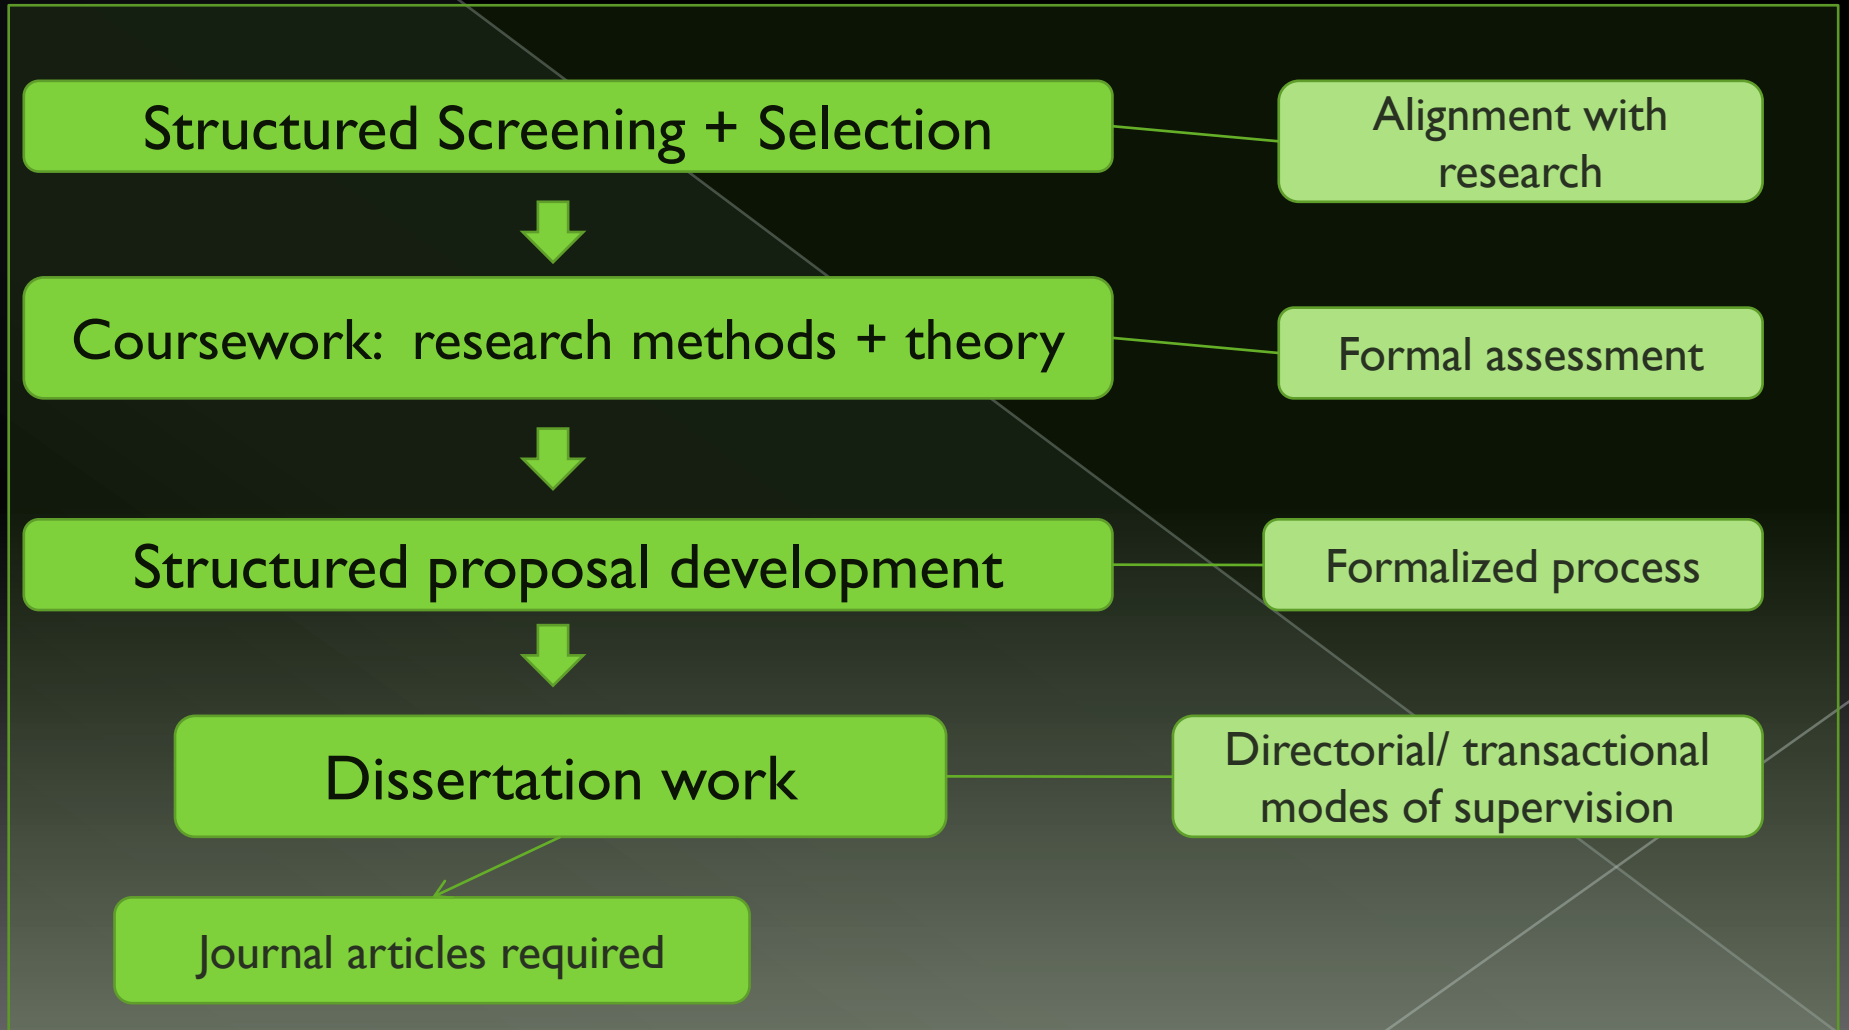 Structured Screening + Selection
Alignment with
research
Coursework: research methods + theory
Formal assessment
Structured proposal development
Formalized process
Dissertation work
Directorial/ transactional
modes of supervision
Journal articles required